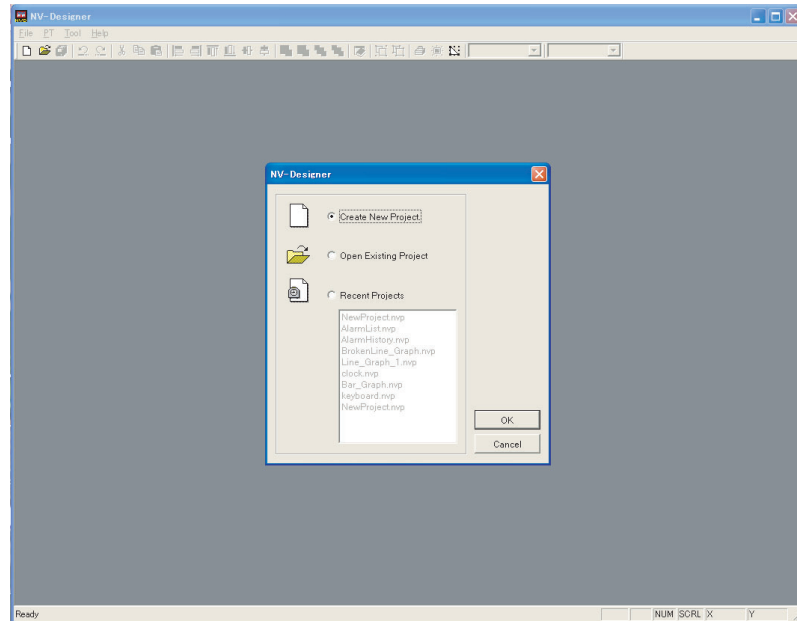 NV-Designer
File PT Tool Help
NV-Designer
Create New Project
Open Existing Project
Recent Projects
NewProject.nvp
AlarmList.nvp
AlarmHistory.nvp
BrokenLine_Graph.nvp
Line_Graph_1.nvp
clock.nvp
Bar_Graph.nvp
keyboard.nvp
NewProject.nvp
OK
Cancel
Ready NUM SCRL X Y